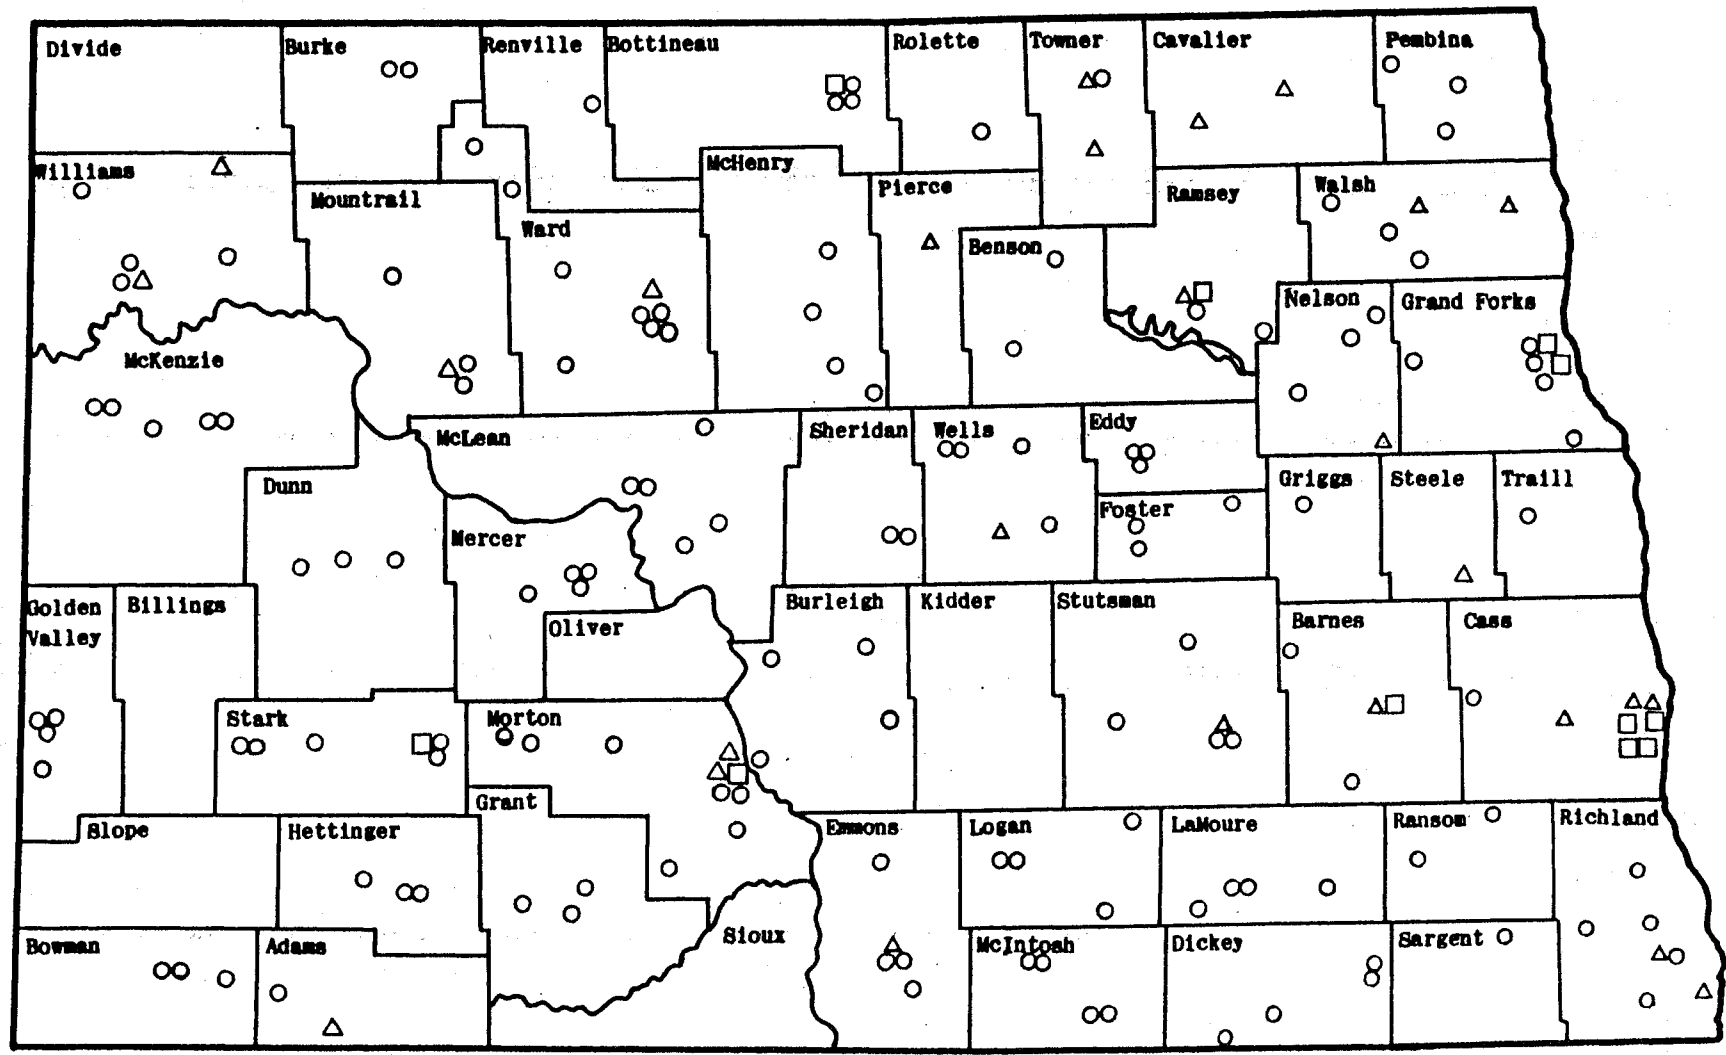 Divide
Burke
Renville
Bottineau
Rolette
Towner
Cavalier
Pembina
Williams
McHenry
Mountrail
Pierce
Ramsey
Walsh
Ward
Benson
Nelson
Grand Forks
McKenzie
McLean
Sheridan
Wells
Eddy
Dunn
Griggs
Steele
Traill
Foster
Mercer
Golden
Valley
Billings
Oliver
Burleigh
Kidder
Stutsman
Barnes
Cass
Stark
Morton
Grant
Slope
Hettinger
Emmons
Logan
LaMoure
Ransom
Richland
Bowman
Adams
Sioux
McIntosh
Dickey
Sargent